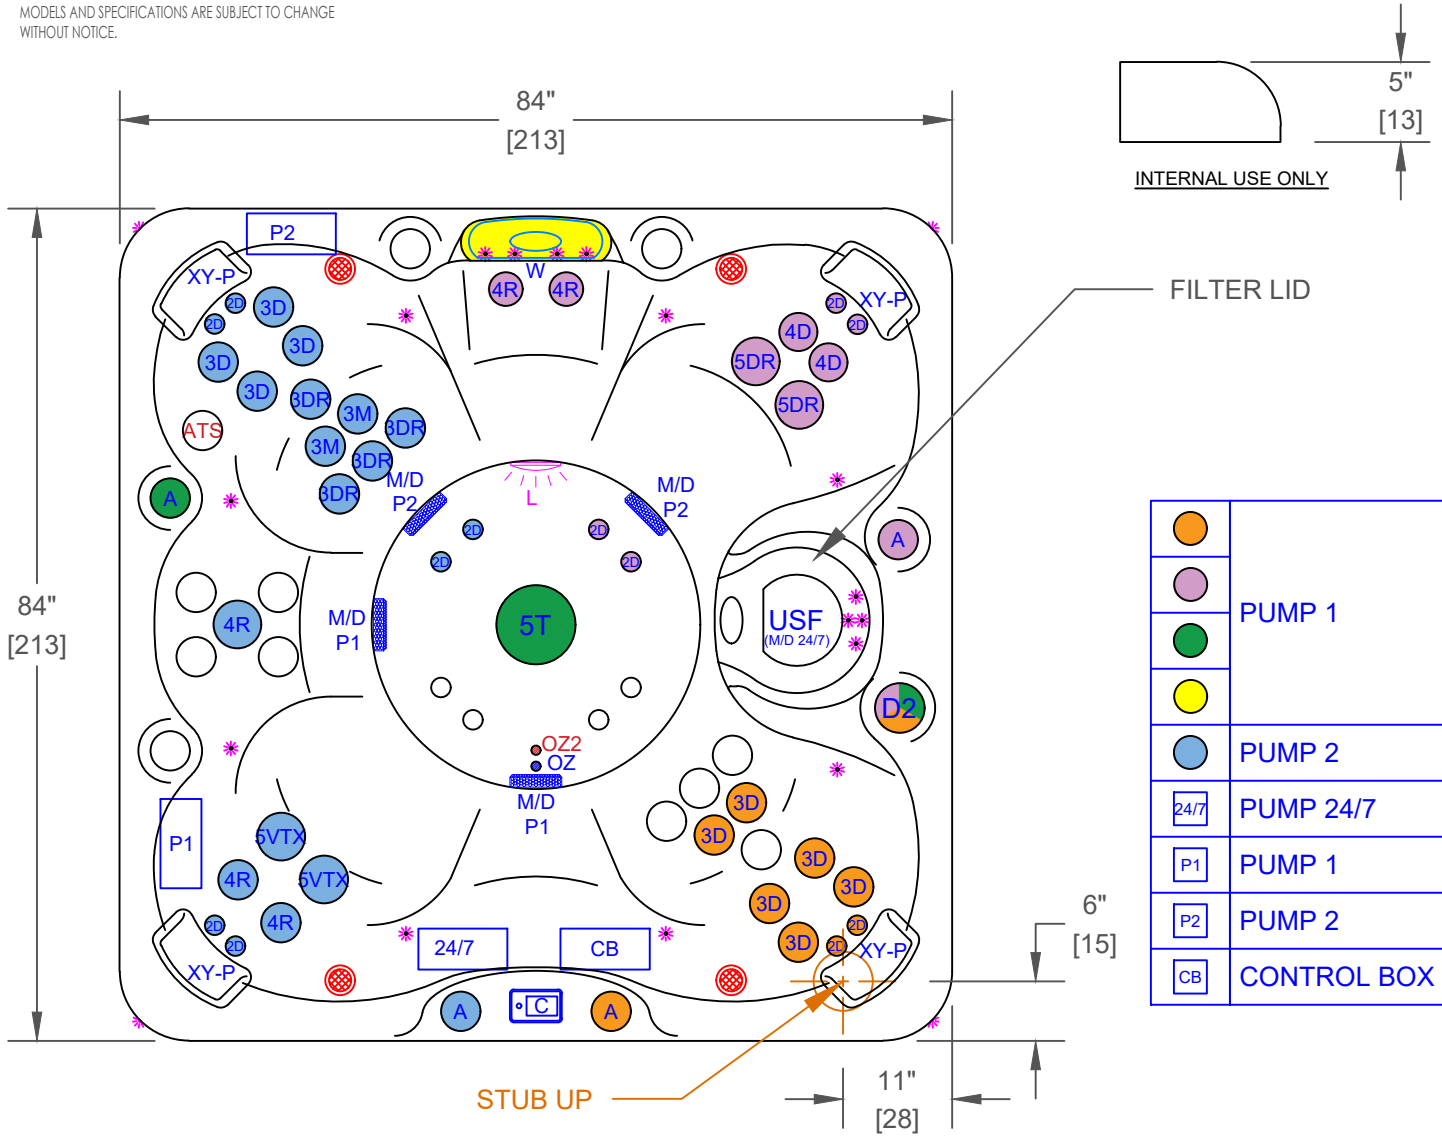 MODELS AND SPECIFICATIONS ARE SUBJECT TO CHANGE
WITHOUT NOTICE.
84"
[213]
5"
[13]
INTERNAL USE ONLY
84"
[213]
FILTER LID
P2
W
4R
4R
XY-P
2D
2D
3D
3D
3D
3D
3DR
3M
3DR
3M
3DR
3DR
ATS
A
XY-P
2D
2D
4D
4D
5DR
5DR
M/D
P2
L
M/D
P2
2D
2D
2D
2D
M/D
P1
5T
4R
USF
(M/D 24/7)
A
D2
OZ2
OZ
M/D
P1
P1
5VTX
5VTX
4R
4R
2D
2D
XY-P
24/7
CB
A
C
A
3D
3D
3D
3D
3D
3D
2D
2D
XY-P
STUB UP
6"
[15]
11"
[28]
PUMP 1
PUMP 2
24/7 PUMP 24/7
P1 PUMP 1
P2 PUMP 2
CB CONTROL BOX